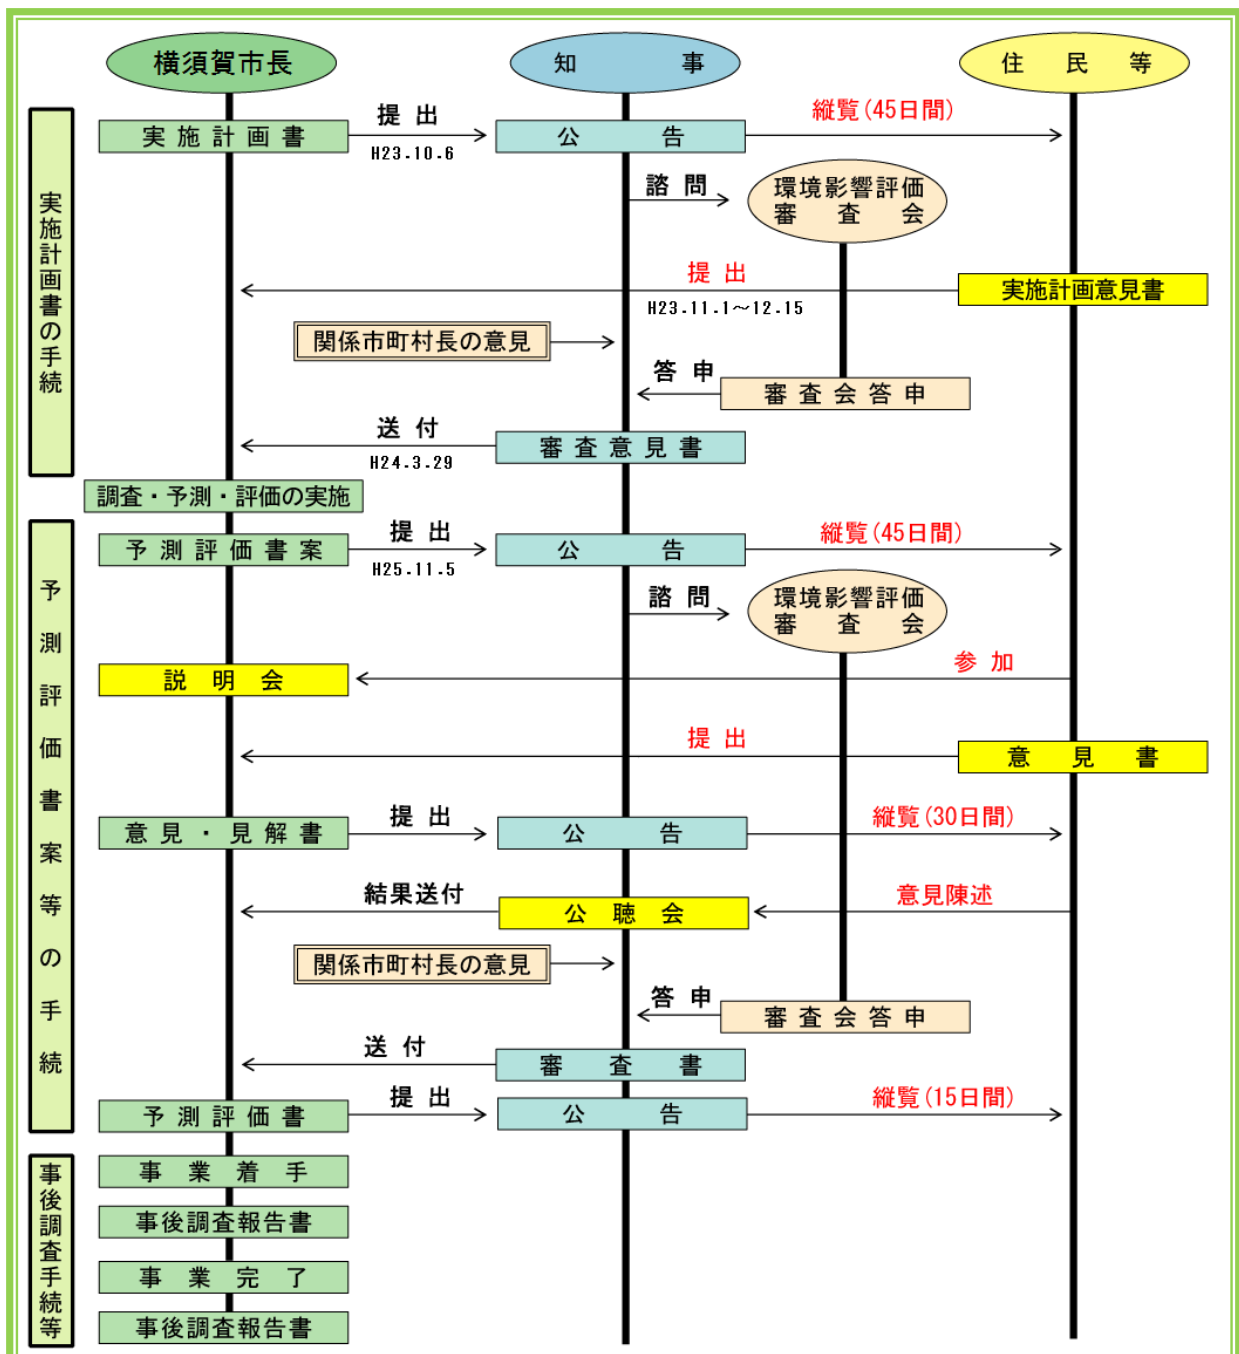 横須賀市長
知事
住民等
実施計画書の手続
実施計画書
提出
H23.10.6
公告
縦覧(45日間)
諮問
環境影響評価
審査会
提出
H23.11.1～12.15
実施計画意見書
関係市町村長の意見
答申
審査会答申
送付
H24.3.29
審査意見書
調査・予測・評価の実施
予測評価書案等の手続
予測評価書案
提出
H25.11.5
公告
縦覧(45日間)
諮問
環境影響評価
審査会
説明会
参加
提出
意見書
意見・見解書
提出
公告
縦覧(30日間)
結果送付
公聴会
意見陳述
関係市町村長の意見
答申
審査会答申
送付
審査書
予測評価書
提出
公告
縦覧(15日間)
事後調査手続等
事業着手
事後調査報告書
事業完了
事後調査報告書